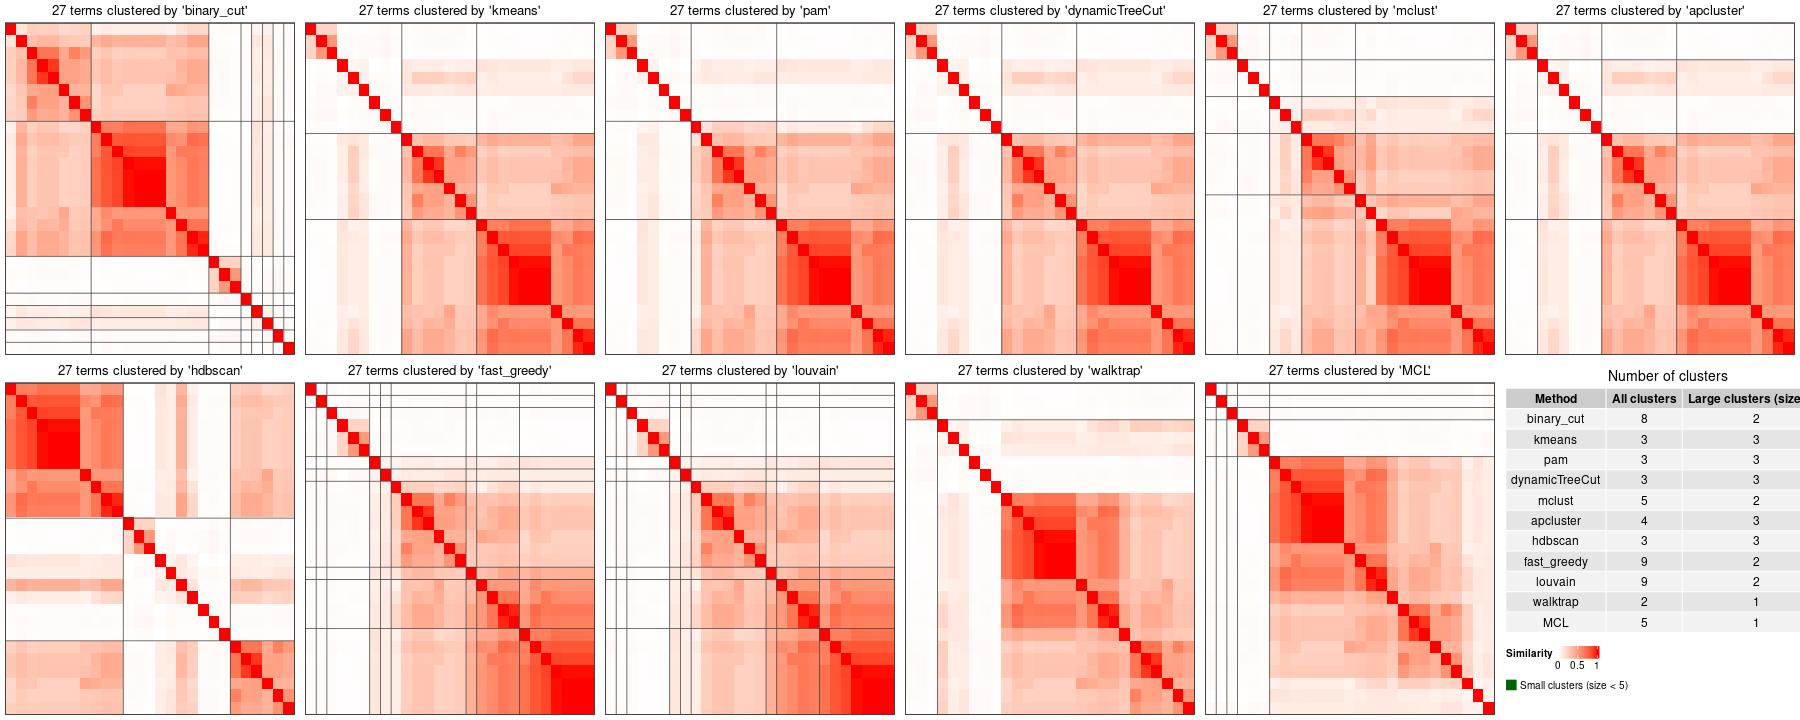 27 terms clustered by 'binary_cut'
27 terms clustered by 'kmeans'
27 terms clustered by 'pam'
27 terms clustered by 'dynamicTreeCut'
27 terms clustered by 'mclust'
27 terms clustered by 'apcluster'
27 terms clustered by 'hdbscan'
27 terms clustered by 'fast_greedy'
27 terms clustered by 'louvain'
27 terms clustered by 'walktrap'
27 terms clustered by 'MCL'
Number of clusters
Method All clusters Large clusters (size
binary_cut 8 2
kmeans 3 3
pam 3 3
dynamicTreeCut 3 3
mclust 5 2
apcluster 4 3
hdbscan 3 3
fast_greedy 9 2
louvain 9 2
walktrap 2 1
MCL 5 1
Similarity
0 0.5 1
Small clusters (size < 5)